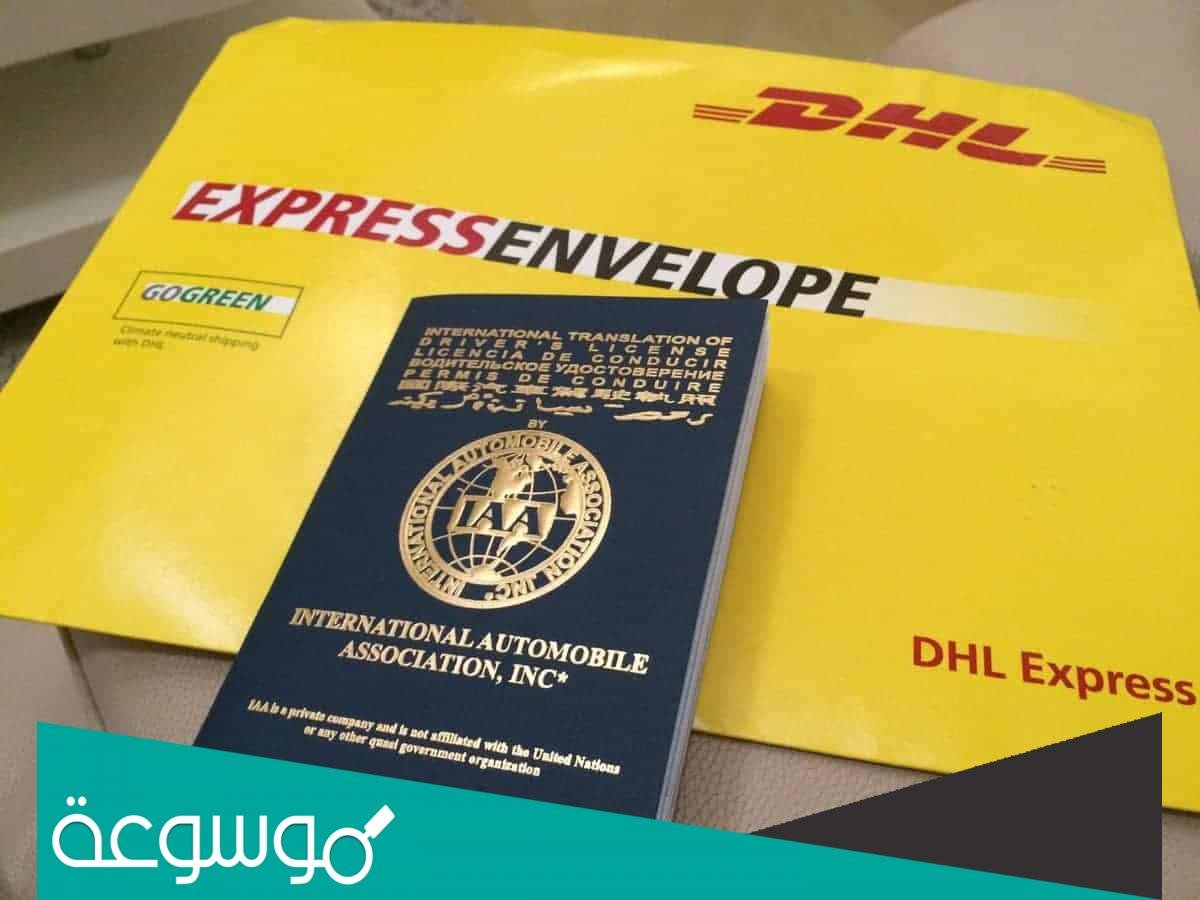 DHL
EXPRESSENVELOPE
GOGREEN
Climate neutral shipping
with DHL
INTERNATIONAL TRANSLATION OF
DRIVER'S LICENSE
LICENCIA DE CONDUCIR
ВОДИТЕЛЬСКОЕ УДОСТОВЕРЕНИЕ
PERMIS DE CONDUIRE
BY
INTERNATIONAL AUTOMOBILE ASSOCIATION, INC*
IAA
INTERNATIONAL AUTOMOBILE
ASSOCIATION, INC*
IAA is a private company and is not affiliated with the United Nations
or any other quasi government organization
DHL Express
موسوعة